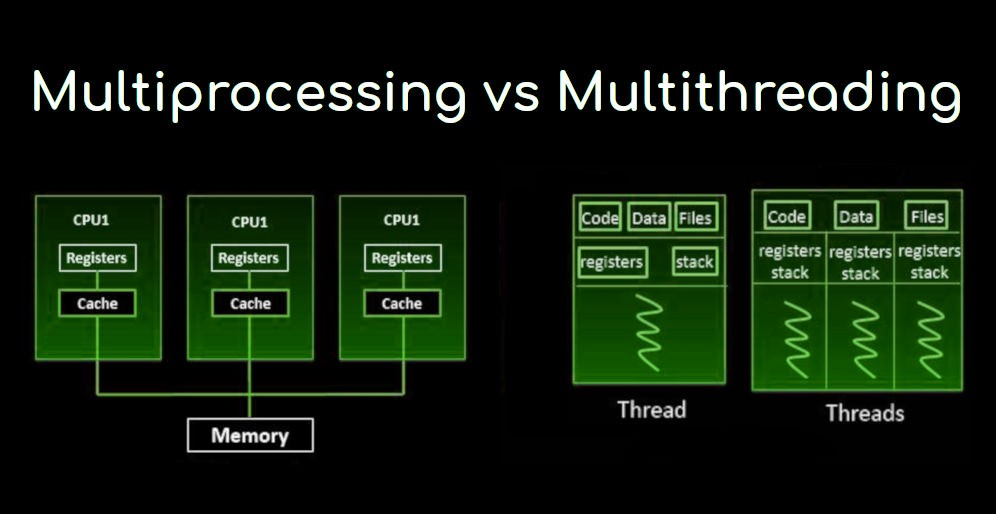 Multiprocessing vs Multithreading
CPU1
Registers
Cache
CPU1
Registers
Cache
CPU1
Registers
Cache
Memory
Code Data Files
registers stack
Thread
Code Data Files
registers registers registers
stack stack stack
Threads